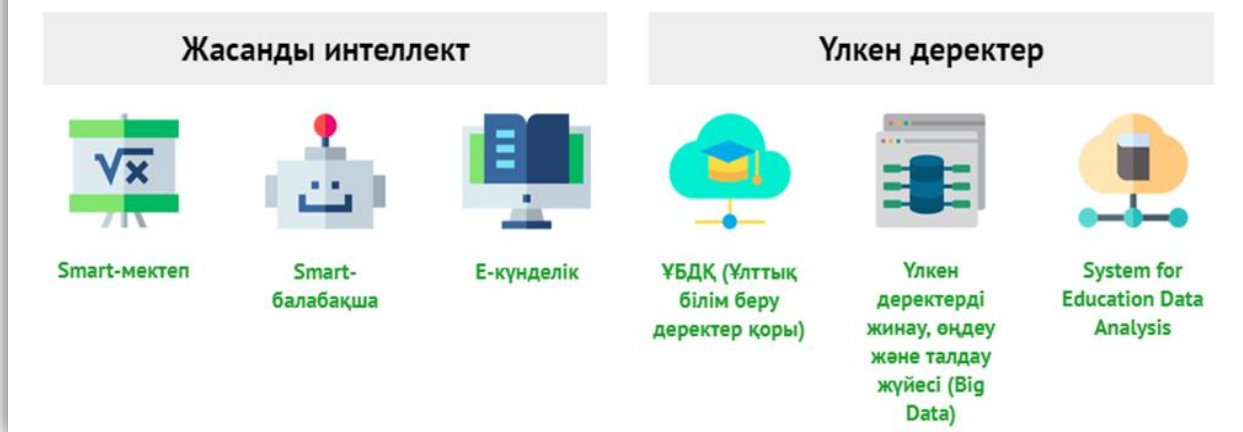 Жасанды интеллект
Үлкен деректер
Smart-мектеп
Smart-
балабақша
Е-күнделік
ҰБДҚ (Ұлттық
білім беру
деректер қоры)
Үлкен
деректерді
жинау, өңдеу
және талдау
жүйесі (Big
Data)
System for
Education Data
Analysis